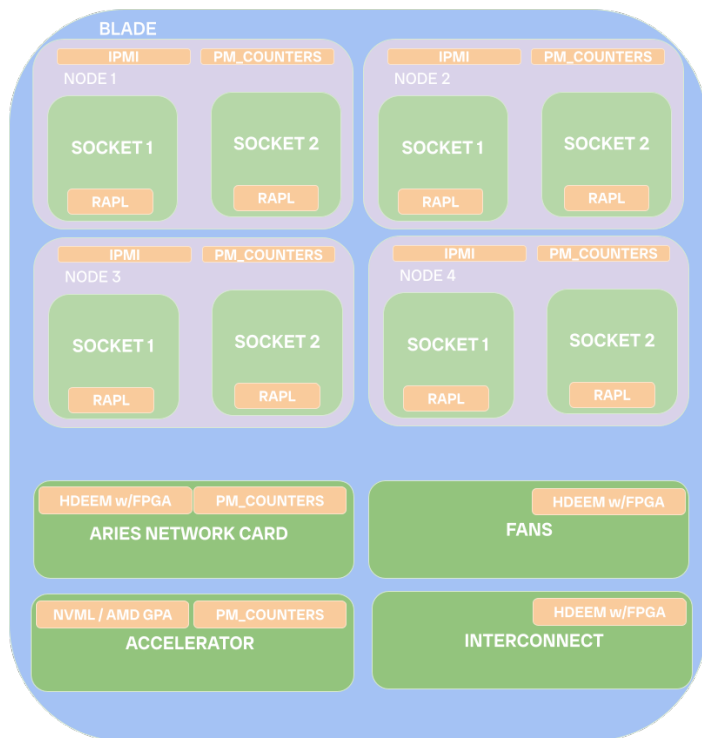 BLADE
IPMI PM_COUNTERS
NODE 1
SOCKET 1
SOCKET 2
RAPL
RAPL
IPMI PM_COUNTERS
NODE 2
SOCKET 1
SOCKET 2
RAPL
RAPL
IPMI PM_COUNTERS
NODE 3
SOCKET 1
SOCKET 2
RAPL
RAPL
IPMI PM_COUNTERS
NODE 4
SOCKET 1
SOCKET 2
RAPL
RAPL
HDEEM w/FPGA PM_COUNTERS
ARIES NETWORK CARD
HDEEM w/FPGA
FANS
NVML / AMD GPA PM_COUNTERS
ACCELERATOR
HDEEM w/FPGA
INTERCONNECT